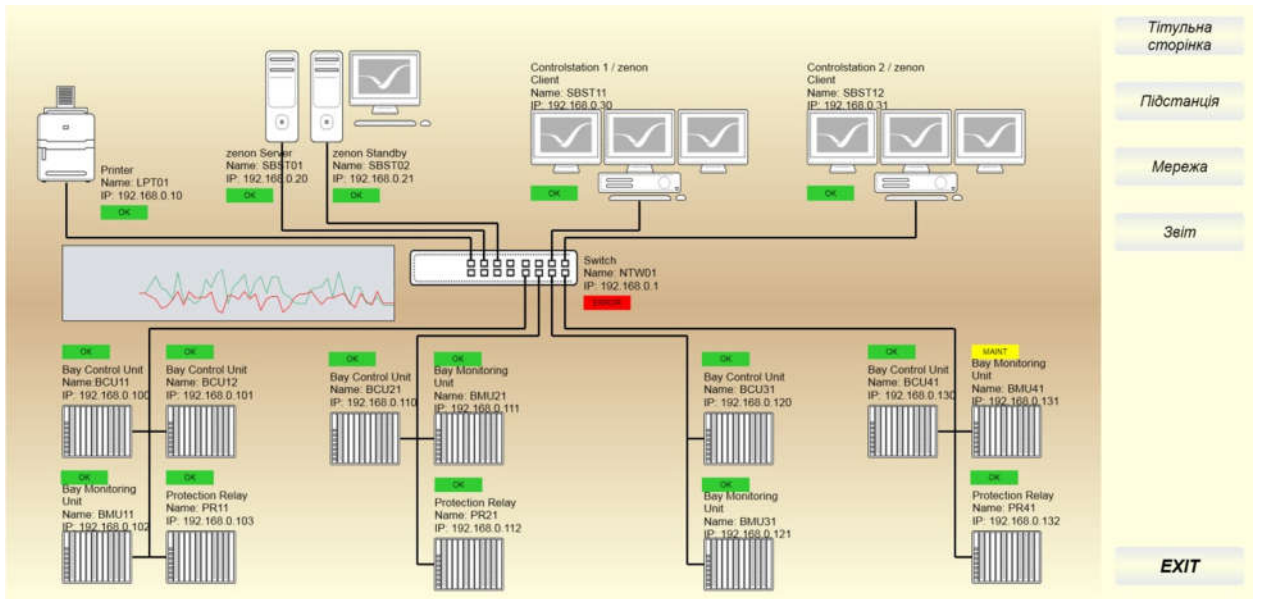 Тітульна
сторінка
Підстанція
Мережа
Звіт
EXIT
Printer
Name: LPT01
IP: 192.168.0.10
OK
zenon Server
Name: SBST01
IP: 192.168.0.20
OK
zenon Standby
Name: SBST02
IP: 192.168.0.21
OK
Controlstation 1 / zenon
Client
Name: SBST11
IP: 192.168.0.30
OK
Controlstation 2 / zenon
Client
Name: SBST12
IP: 192.168.0.31
OK
Switch
Name: NTW01
IP: 192.168.0.1
ERROR
OK
Bay Control Unit
Name:BCU11
IP: 192.168.0.100
OK
Bay Control Unit
Name: BCU12
IP: 192.168.0.101
OK
Bay Control Unit
Name: BCU21
IP: 192.168.0.110
OK
Bay Monitoring
Unit
Name: BMU21
IP: 192.168.0.111
OK
Bay Control Unit
Name: BCU31
IP: 192.168.0.120
OK
Bay Control Unit
Name: BCU41
IP: 192.168.0.130
MAINT
Bay Monitoring
Unit
Name: BMU41
IP: 192.168.0.131
OK
Bay Monitoring
Unit
Name: BMU11
IP: 192.168.0.102
OK
Protection Relay
Name: PR11
IP: 192.168.0.103
OK
Protection Relay
Name: PR21
IP: 192.168.0.112
OK
Bay Monitoring
Unit
Name: BMU31
IP: 192.168.0.121
OK
Protection Relay
Name: PR41
IP: 192.168.0.132